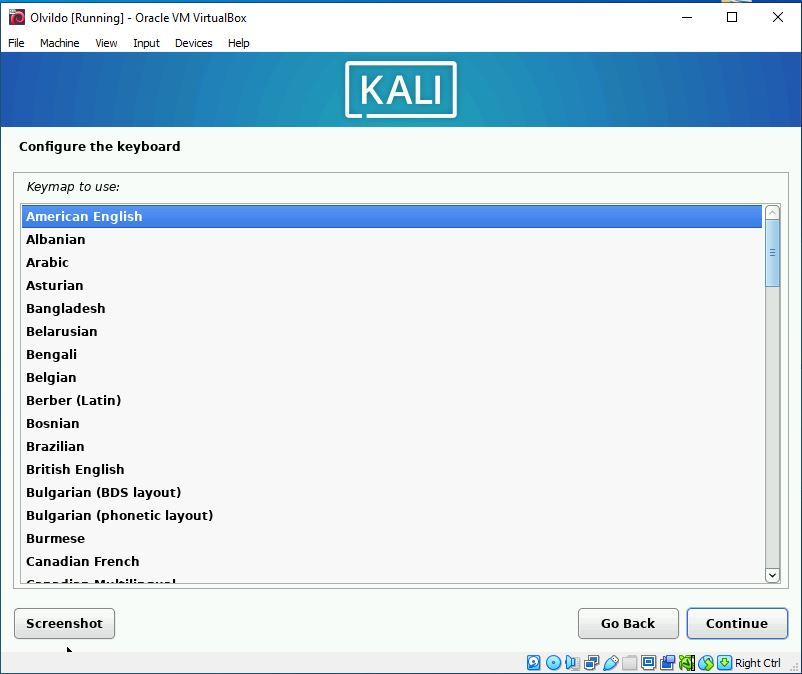 Olvildo [Running] - Oracle VM VirtualBox
File Machine View Input Devices Help
KALI
Configure the keyboard
Keymap to use:
American English
Albanian
Arabic
Asturian
Bangladesh
Belarusian
Bengali
Belgian
Berber (Latin)
Bosnian
Brazilian
British English
Bulgarian (BDS layout)
Bulgarian (phonetic layout)
Burmese
Canadian French
Canadian Multilingual
Screenshot Go Back Continue
Right Ctrl